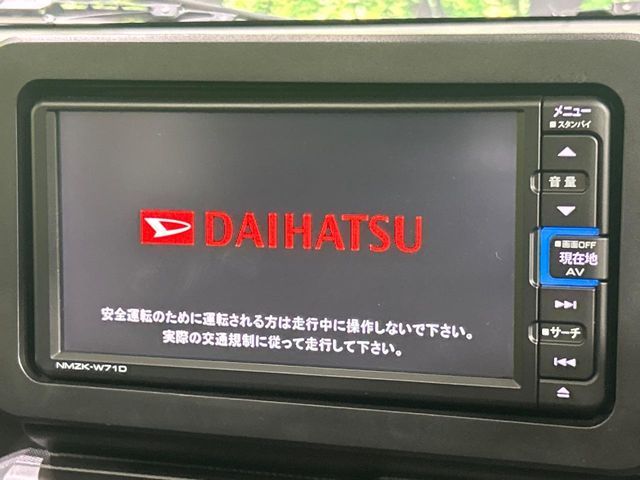 メニュー
スタンバイ
音量
画面OFF
現在地
AV
サーチ
DAIHATSU
安全運転のために運転される方は走行中に操作しないで下さい。
実際の交通規制に従って走行して下さい。
NMZK-W71D